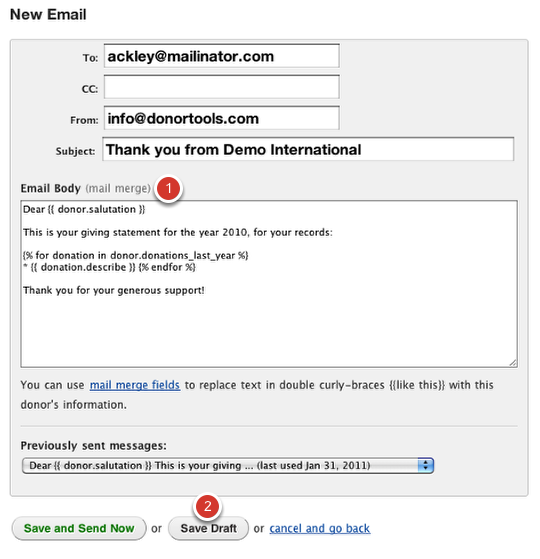 New Email
To: ackley@mailinator.com
CC:
From: info@donortools.com
Subject: Thank you from Demo International
Email Body (mail merge) 1
Dear {{ donor.salutation }}
This is your giving statement for the year 2010, for your records:
{% for donation in donor.donations_last_year %}
* {{ donation.describe }} {% endfor %}
Thank you for your generous support!
You can use mail merge fields to replace text in double curly-braces {{like this}} with this
donor's information.
Previously sent messages:
Dear {{ donor.salutation }} This is your giving ... (last used Jan 31, 2011)
2
Save and Send Now or Save Draft or cancel and go back